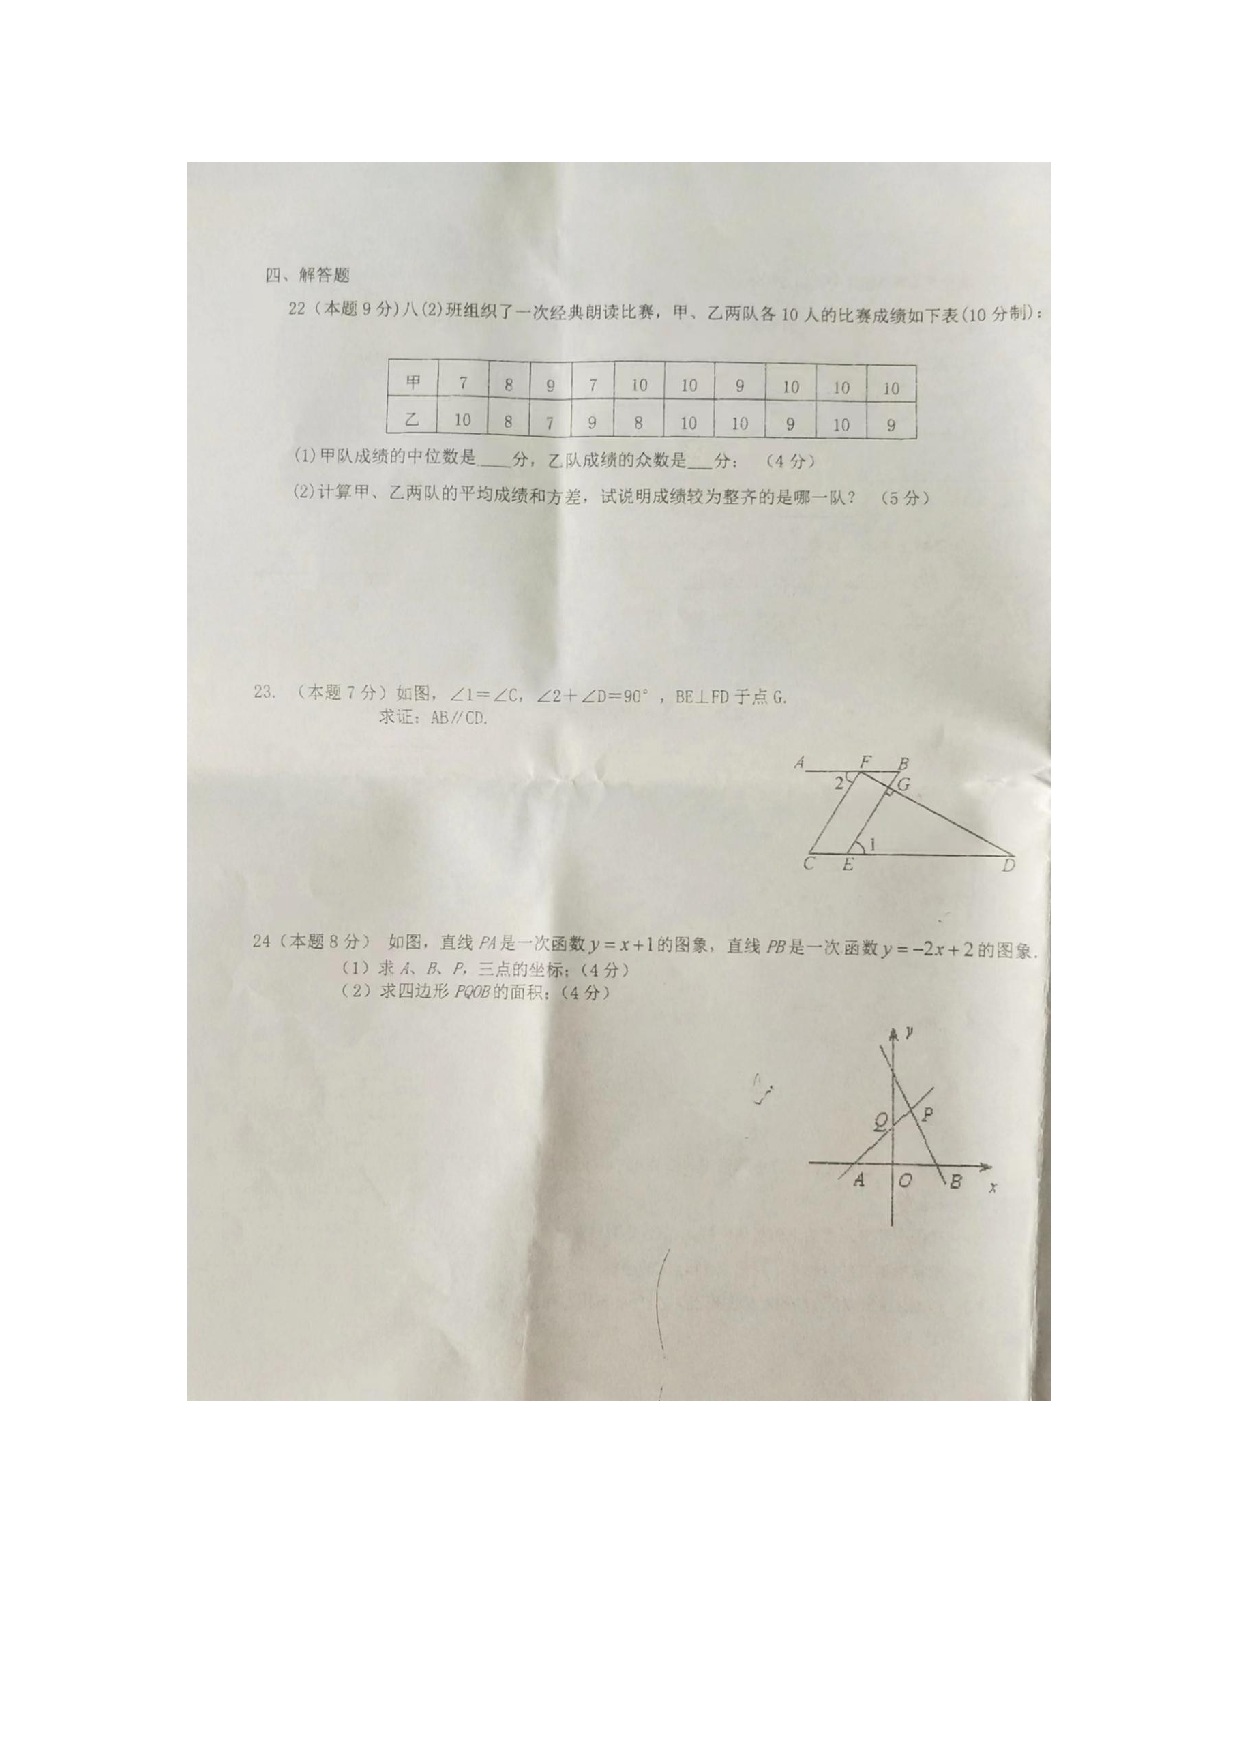 四、解答题
22(本题9分)八(2)班组织了一次经典朗读比赛，甲、乙两队各10人的比赛成绩如下表(10分制)：
甲 7 8 9 7 10 10 9 10 10 10
乙 10 8 7 9 8 10 10 9 10 9
(1)甲队成绩的中位数是___分，乙队成绩的众数是___分；（4分）
(2)计算甲、乙两队的平均成绩和方差，试说明成绩较为整齐的是哪一队？（5分）
23.（本题7分）如图，∠1=∠C，∠2+∠D=90°，BE⊥FD于点G.
求证：AB∥CD.
A F B
2 G
1
C E D
24(本题8分） 如图，直线PA是一次函数y=x+1的图象，直线PB是一次函数y=-2x+2的图象.
（1）求A、B、P，三点的坐标；(4分)
（2）求四边形PQOB的面积；(4分)
y
Q P
A O B x